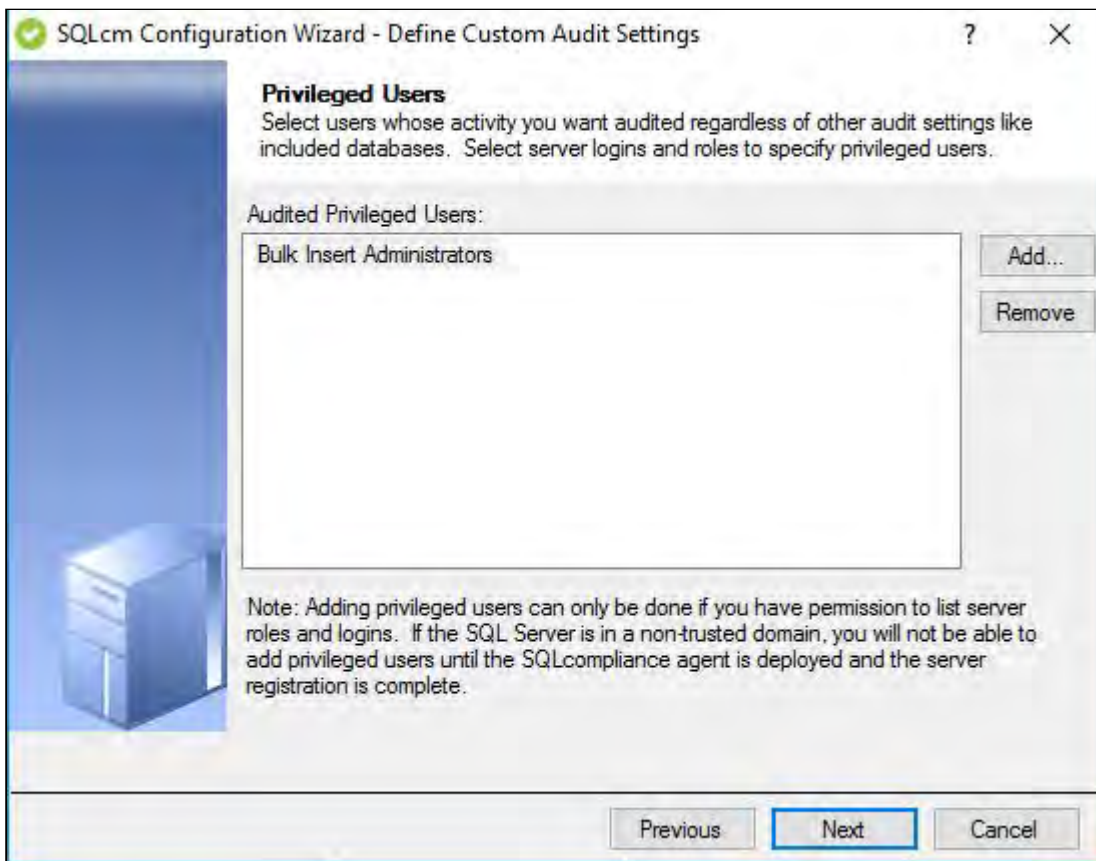 SQLcm Configuration Wizard - Define Custom Audit Settings
?
Privileged Users
Select users whose activity you want audited regardless of other audit settings like
included databases. Select server logins and roles to specify privileged users.
Audited Privileged Users:
Bulk Insert Administrators
Add...
Remove
Note: Adding privileged users can only be done if you have permission to list server
roles and logins. If the SQL Server is in a non-trusted domain, you will not be able to
add privileged users until the SQLcompliance agent is deployed and the server
registration is complete.
Previous
Next
Cancel